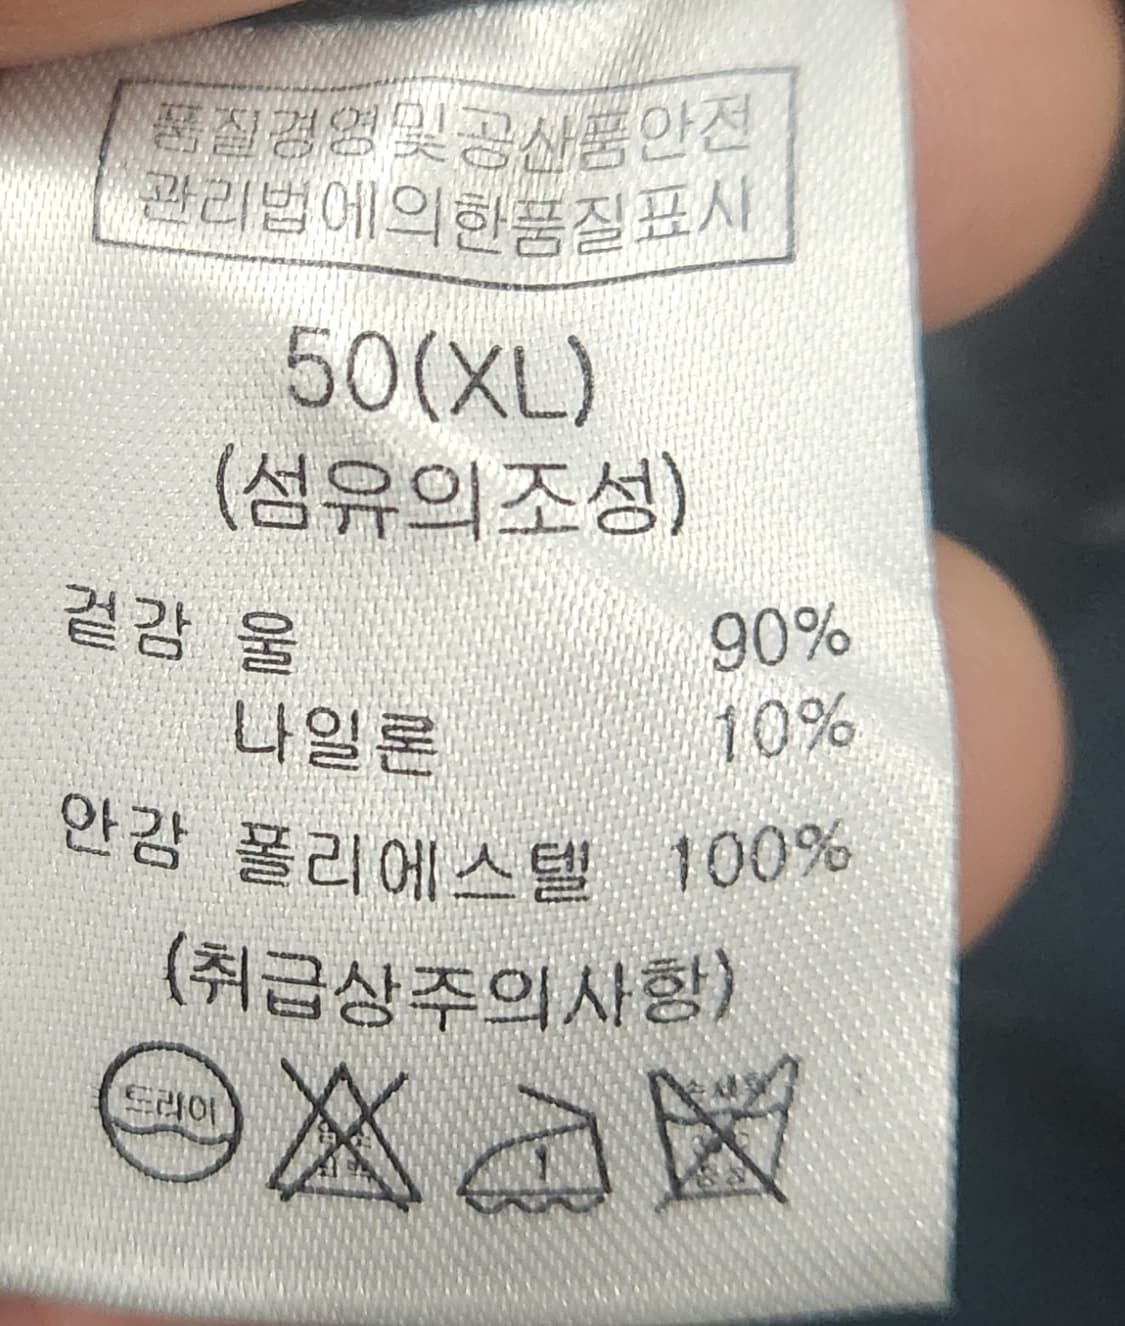 품질경영및공산품안전
관리법에의한품질표시
50(XL)
(섬유의조성)
겉감 울 90%
나일론 10%
안감 폴리에스텔 100%
(취급상주의사항)
드라이
1